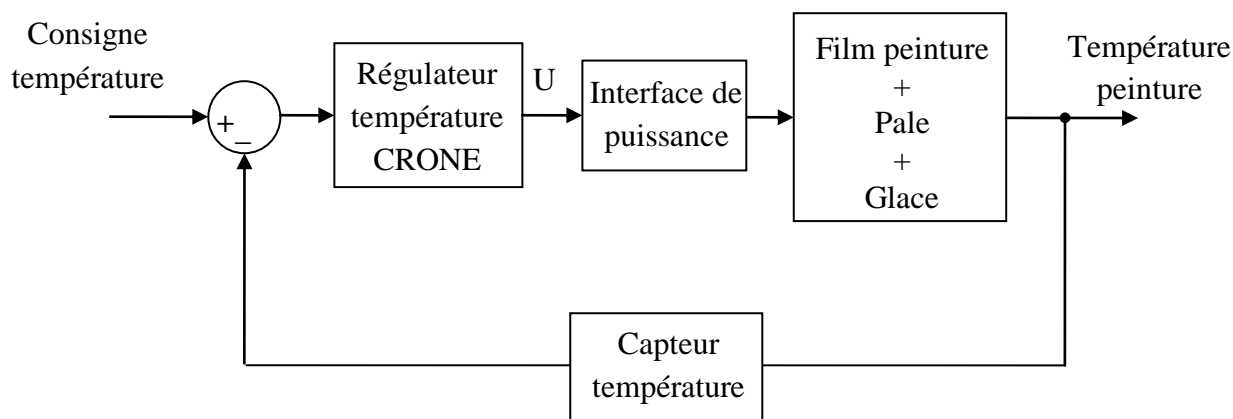 Consigne
température
+
−
Régulateur
température
CRONE
U
Interface de
puissance
Film peinture
+
Pale
+
Glace
Température
peinture
Capteur
température